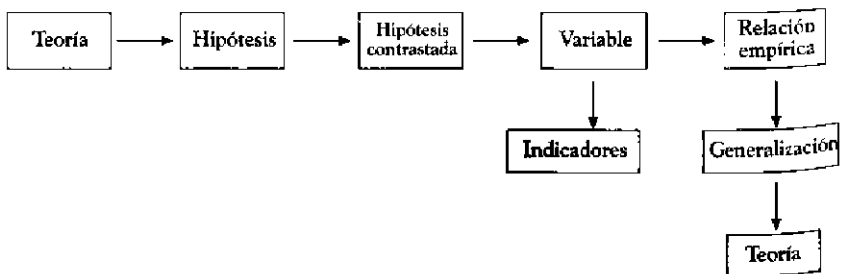 Teoría
Hipótesis
Hipótesis
contrastada
Variable
Relación
empírica
Indicadores
Generalización
Teoría